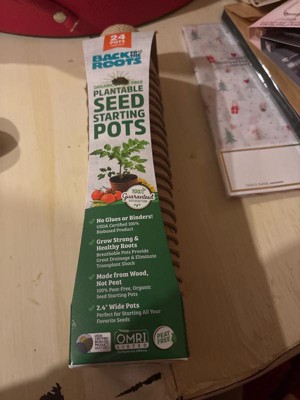 24
POTS
BACK TO THE
ROOTS
PLANTABLE
SEED
STARTING
POTS
100%
Guaranteed
No Glues or Binders!
USDA Certified 100%
Biobased Product
Grow Strong &
Healthy Roots
Breathable Pots Provide
Great Drainage & Eliminate
Transplant Shock
Made from Wood,
Not Peat
100% Peat-Free, Organic
Seed Starting Pots
2.4" Wide Pots
Perfect for Starting All Your
Favorite Seeds
OMRI
LISTED
PEAT
FREE